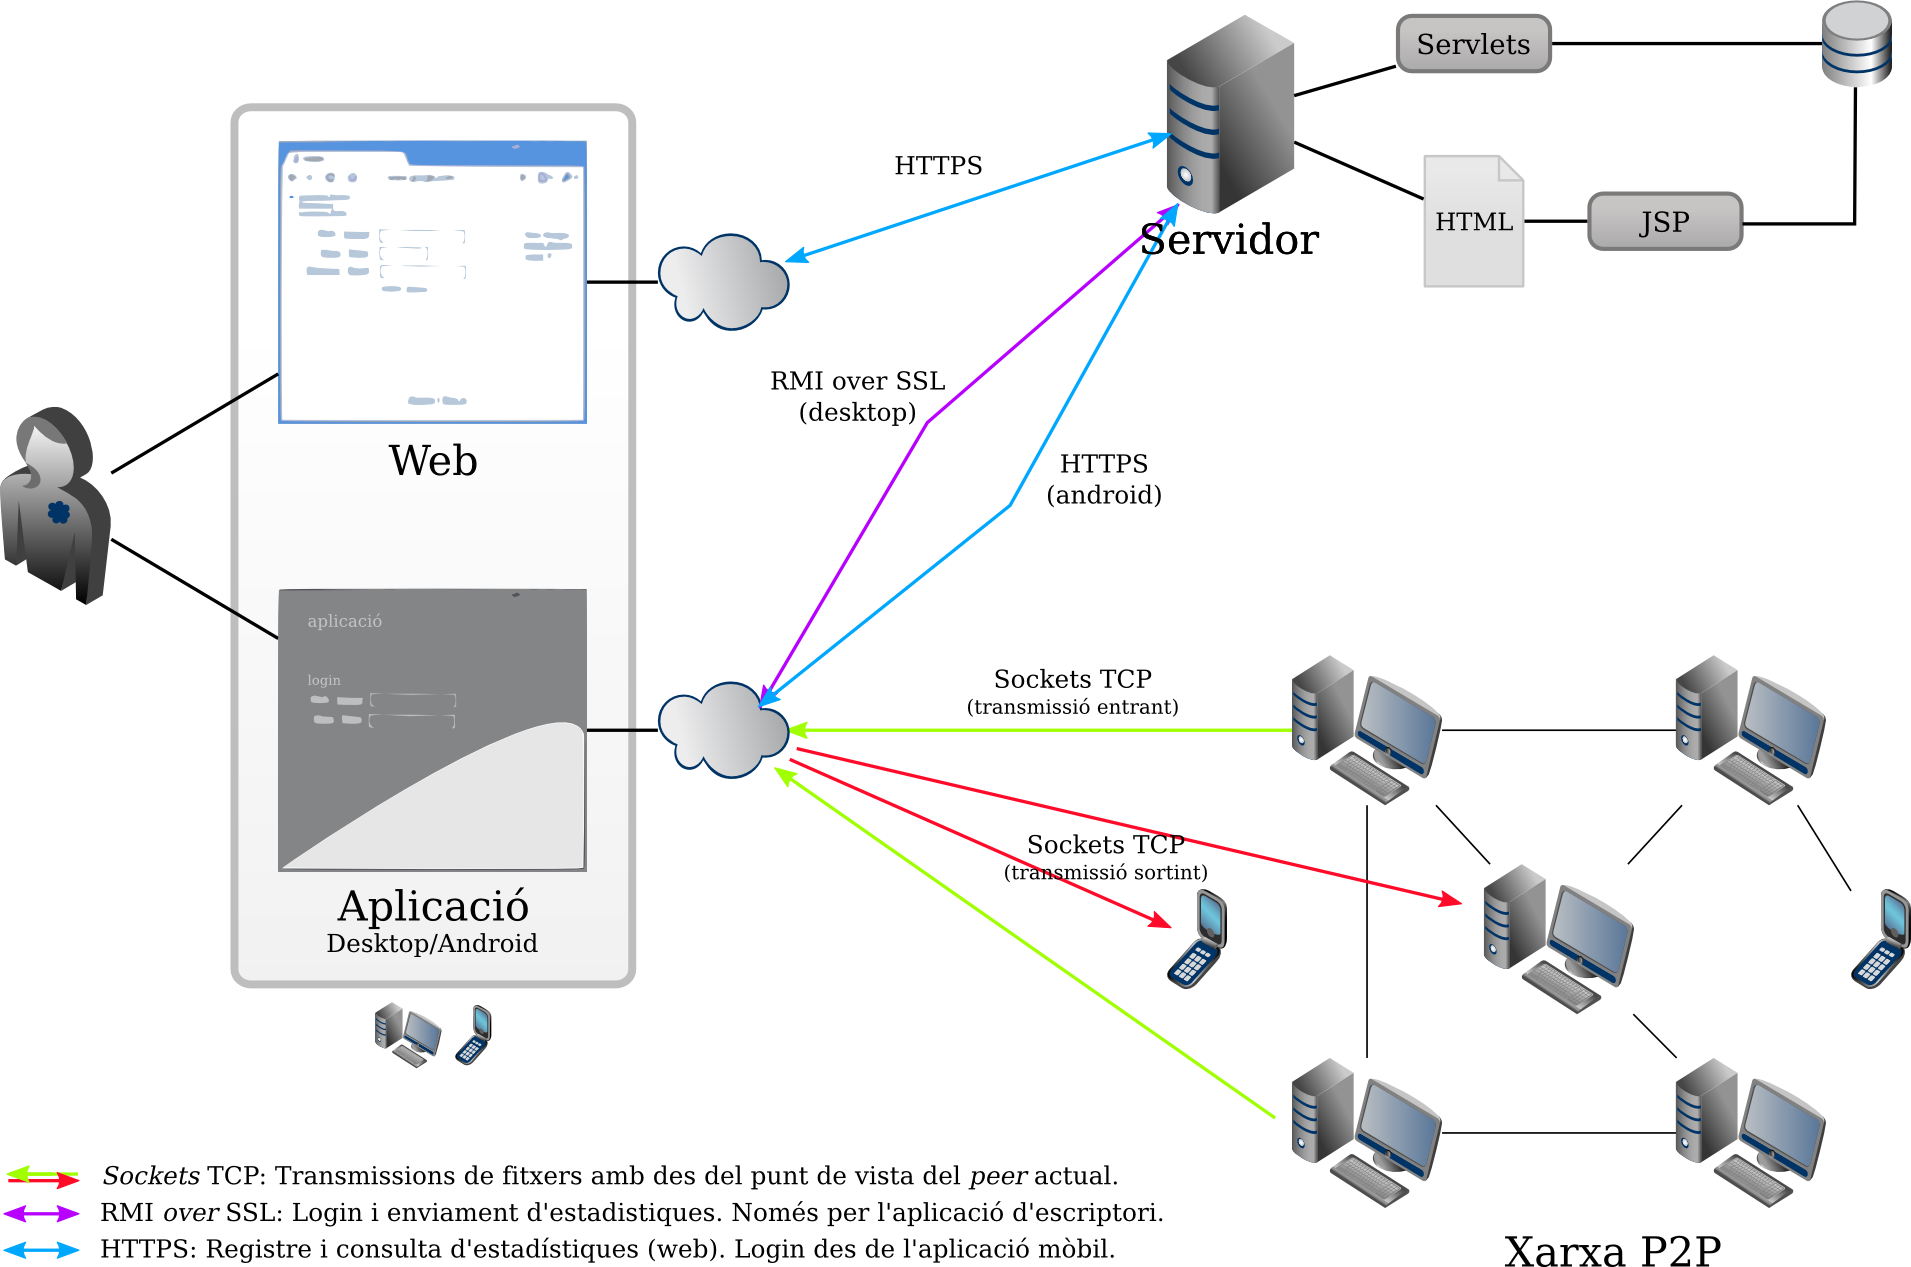 Servlets
HTTPS
HTML
JSP
Servidor
RMI over SSL
(desktop)
Web
HTTPS
(android)
aplicació
login
Sockets TCP
(transmissió entrant)
Sockets TCP
(transmissió sortint)
Aplicació
Desktop/Android
Sockets TCP: Transmissions de fitxers amb des del punt de vista del peer actual.
RMI over SSL: Login i enviament d'estadistiques. Només per l'aplicació d'escriptori.
HTTPS: Registre i consulta d'estadístiques (web). Login des de l'aplicació mòbil.
Xarxa P2P